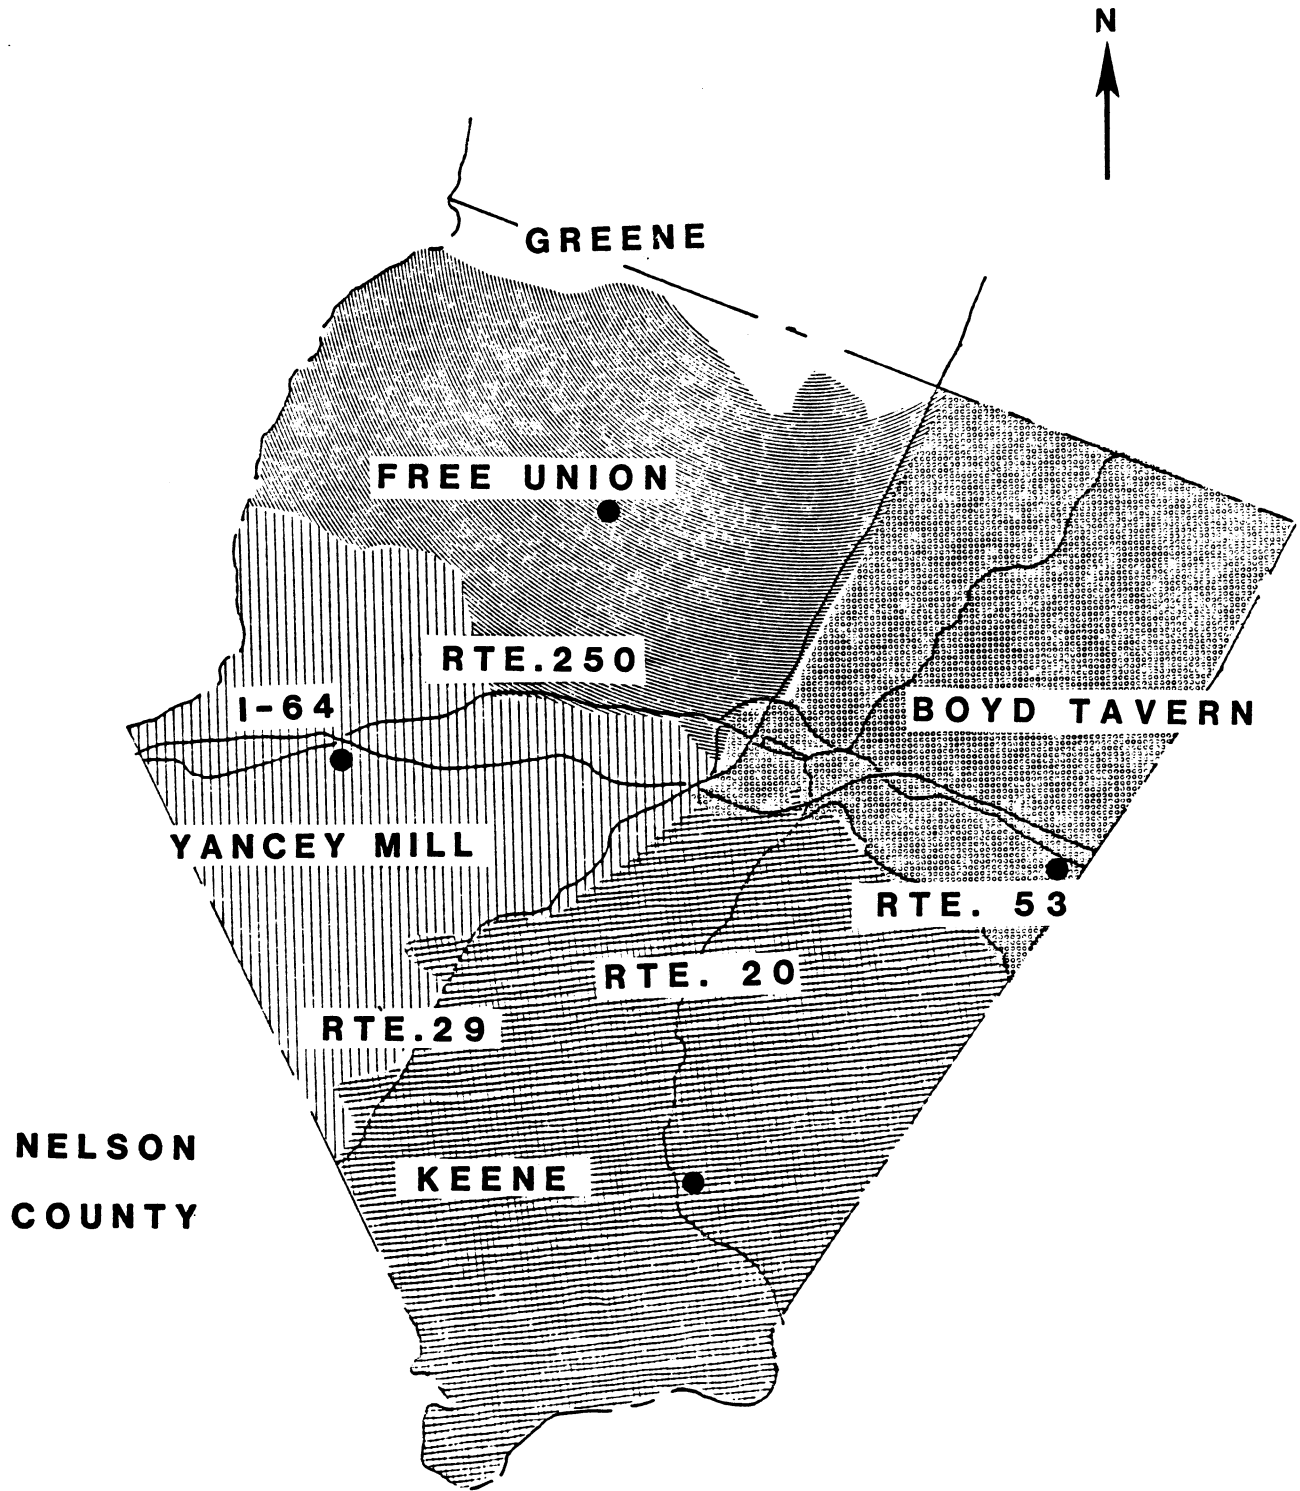 N
GREENE
FREE UNION
RTE.250
I-64
BOYD TAVERN
YANCEY MILL
RTE. 53
RTE. 20
RTE.29
NELSON
COUNTY
KEENE